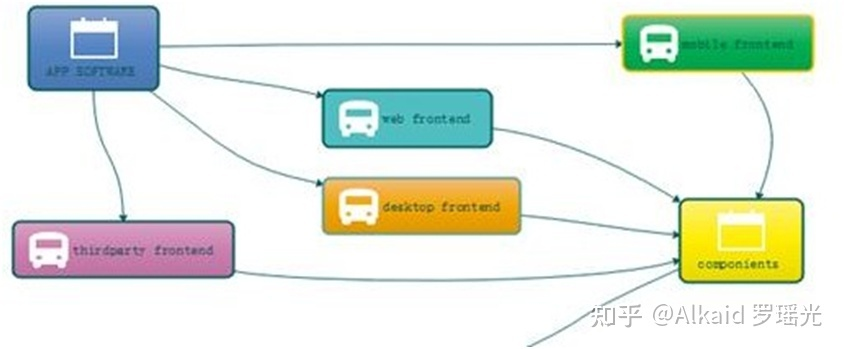 APP SOFTWARE
mobile frontend
web frontend
desktop frontend
thirdparty frontend
componients
知乎 @Alkaid 罗瑶光